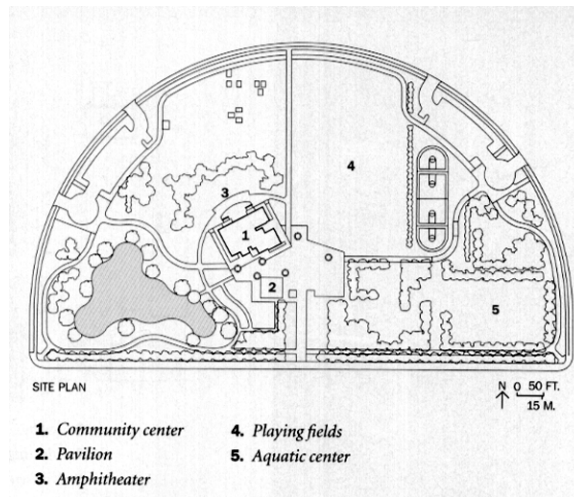 4
3
1
2
5
SITE PLAN
N 0 50 FT.
15 M.
1. Community center
2. Pavilion
3. Amphitheater
4. Playing fields
5. Aquatic center